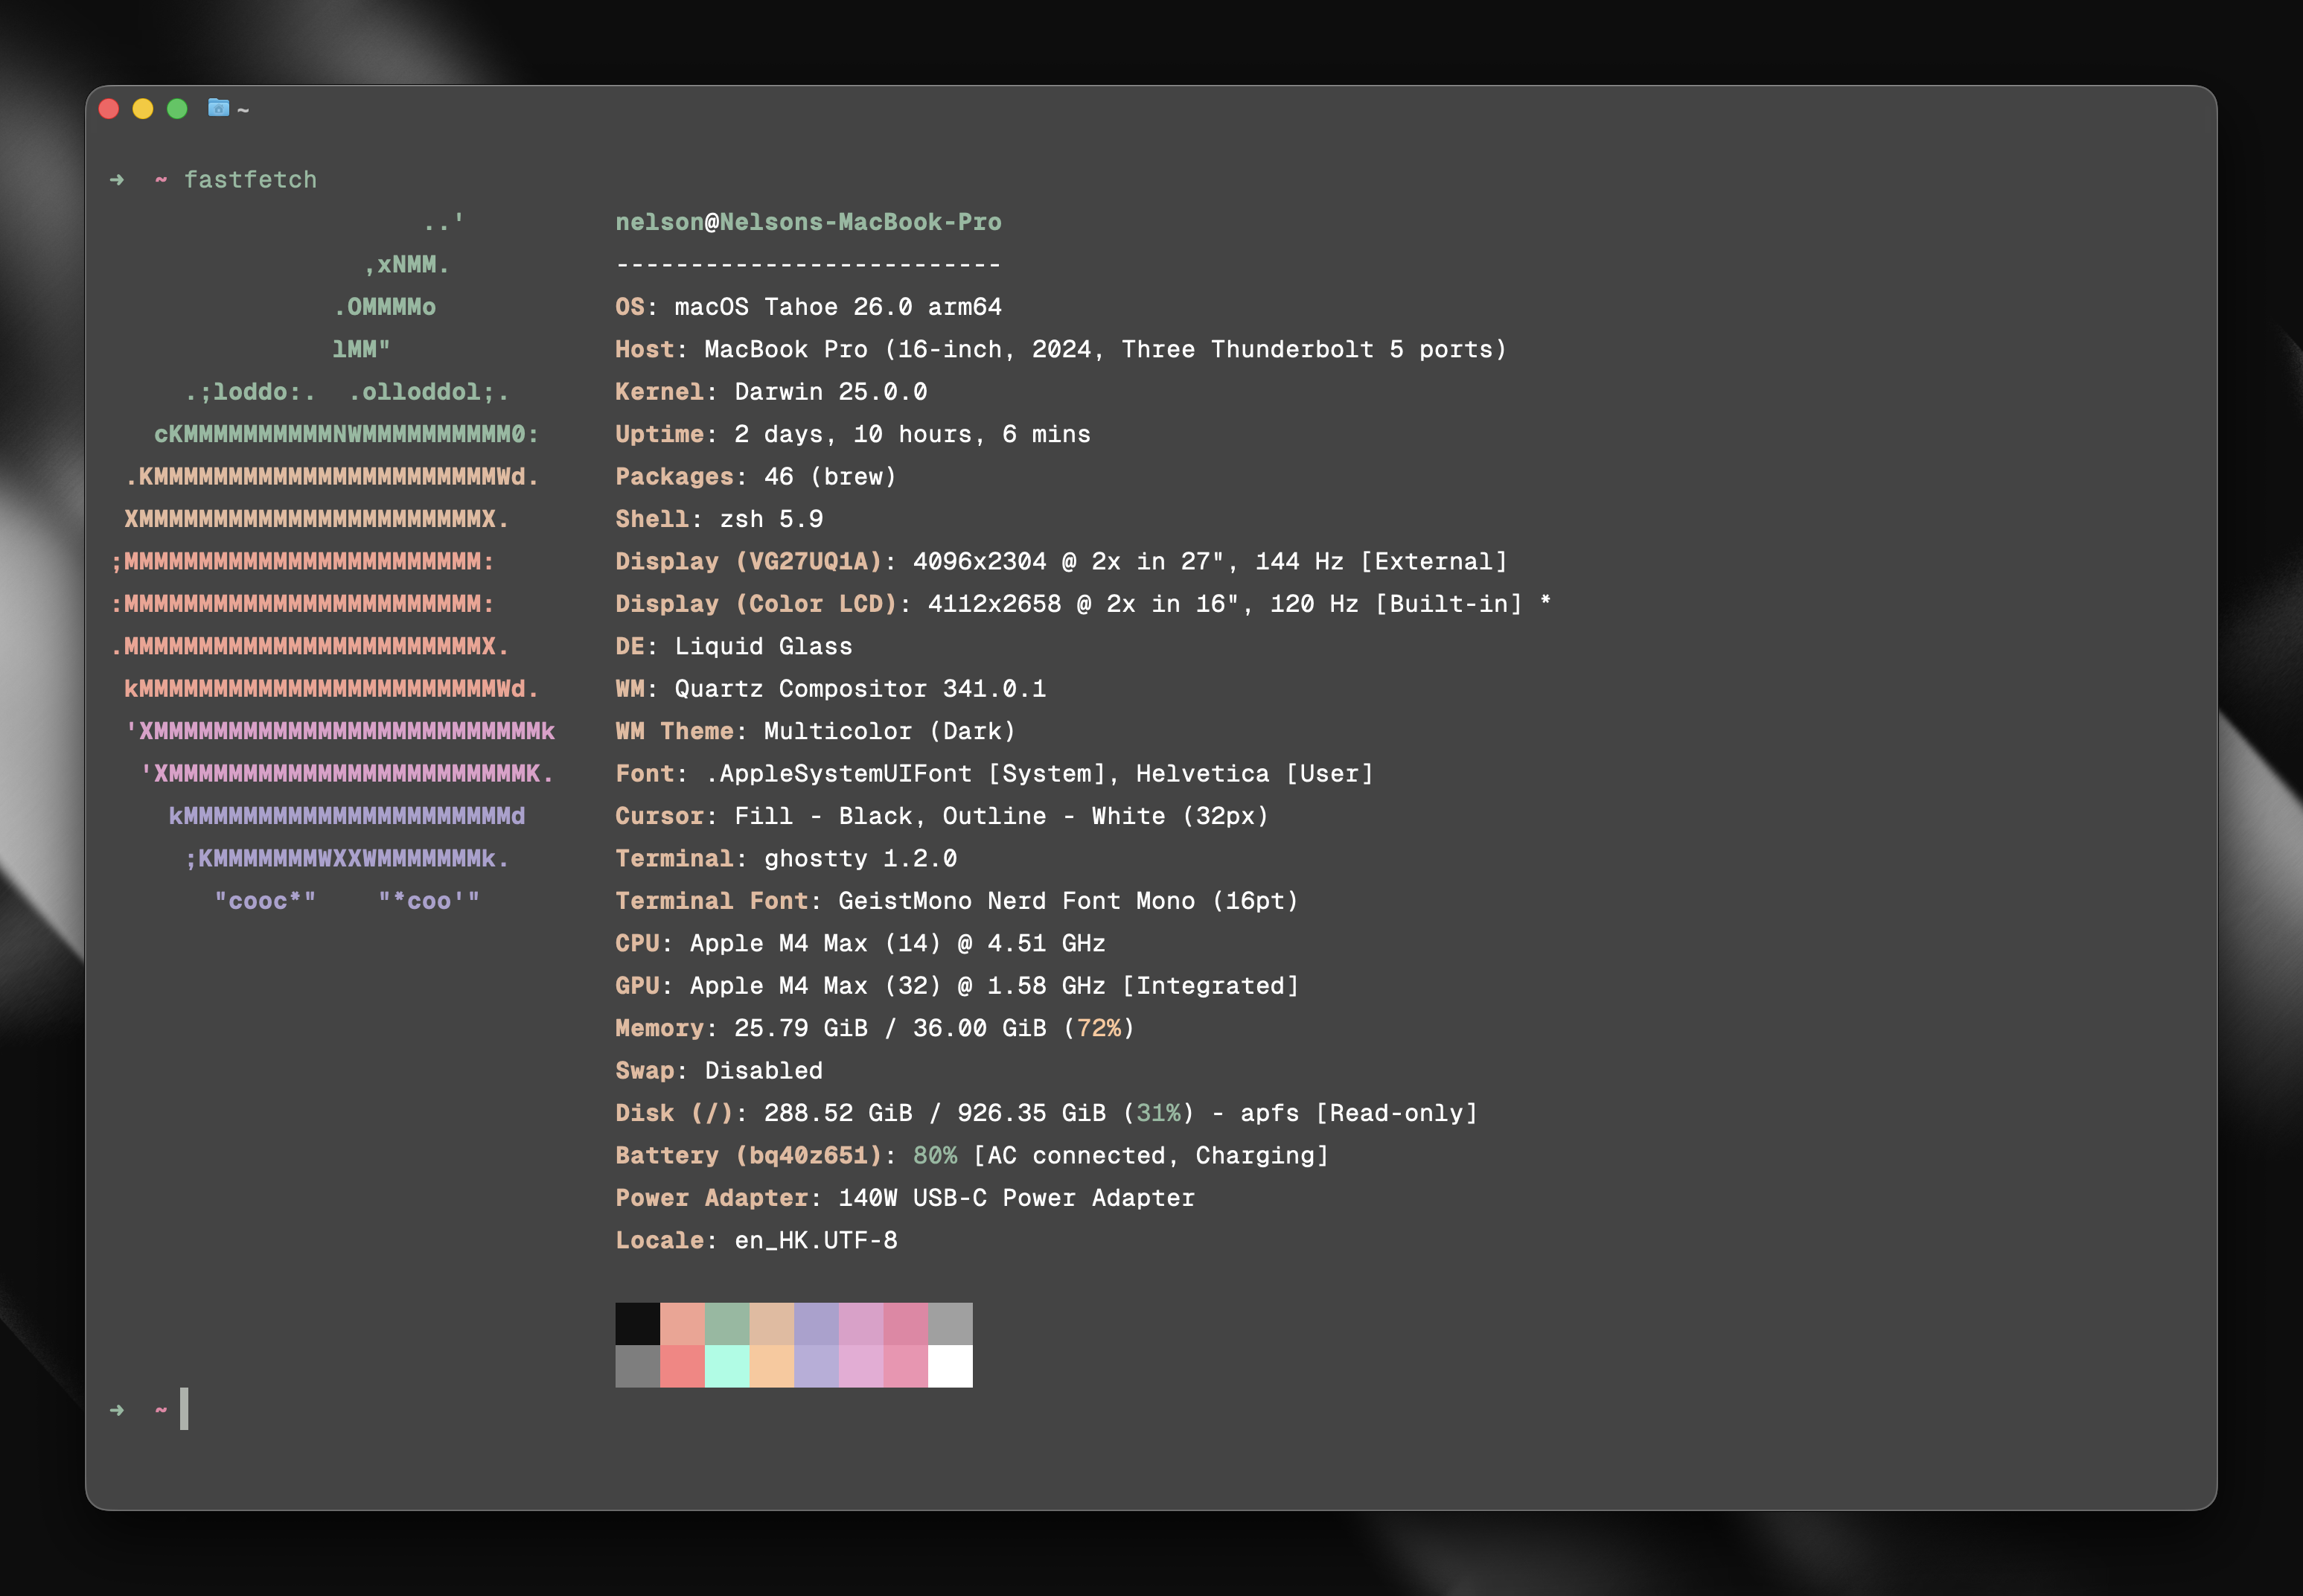 ~
➜  ~ fastfetch
                     ..'          nelson@Nelsons-MacBook-Pro
                 ,xNMM.           --------------------------
               .OMMMMo            OS: macOS Tahoe 26.0 arm64
               lMM"               Host: MacBook Pro (16-inch, 2024, Three Thunderbolt 5 ports)
     .;loddo:.  .olloddol;.       Kernel: Darwin 25.0.0
   cKMMMMMMMMMMNWMMMMMMMMMM0:     Uptime: 2 days, 10 hours, 6 mins
 .KMMMMMMMMMMMMMMMMMMMMMMMWd.     Packages: 46 (brew)
 XMMMMMMMMMMMMMMMMMMMMMMMX.       Shell: zsh 5.9
;MMMMMMMMMMMMMMMMMMMMMMMM:        Display (VG27UQ1A): 4096x2304 @ 2x in 27", 144 Hz [External]
:MMMMMMMMMMMMMMMMMMMMMMMM:        Display (Color LCD): 4112x2658 @ 2x in 16", 120 Hz [Built-in] *
.MMMMMMMMMMMMMMMMMMMMMMMMX.       DE: Liquid Glass
 kMMMMMMMMMMMMMMMMMMMMMMMMWd.     WM: Quartz Compositor 341.0.1
 'XMMMMMMMMMMMMMMMMMMMMMMMMMMk    WM Theme: Multicolor (Dark)
  'XMMMMMMMMMMMMMMMMMMMMMMMMK.    Font: .AppleSystemUIFont [System], Helvetica [User]
    kMMMMMMMMMMMMMMMMMMMMMMd      Cursor: Fill - Black, Outline - White (32px)
     ;KMMMMMMMWXXWMMMMMMMk.       Terminal: ghostty 1.2.0
       "cooc*"    "*coo'"         Terminal Font: GeistMono Nerd Font Mono (16pt)
CPU: Apple M4 Max (14) @ 4.51 GHz
GPU: Apple M4 Max (32) @ 1.58 GHz [Integrated]
Memory: 25.79 GiB / 36.00 GiB (72%)
Swap: Disabled
Disk (/): 288.52 GiB / 926.35 GiB (31%) - apfs [Read-only]
Battery (bq40z651): 80% [AC connected, Charging]
Power Adapter: 140W USB-C Power Adapter
Locale: en_HK.UTF-8
➜  ~